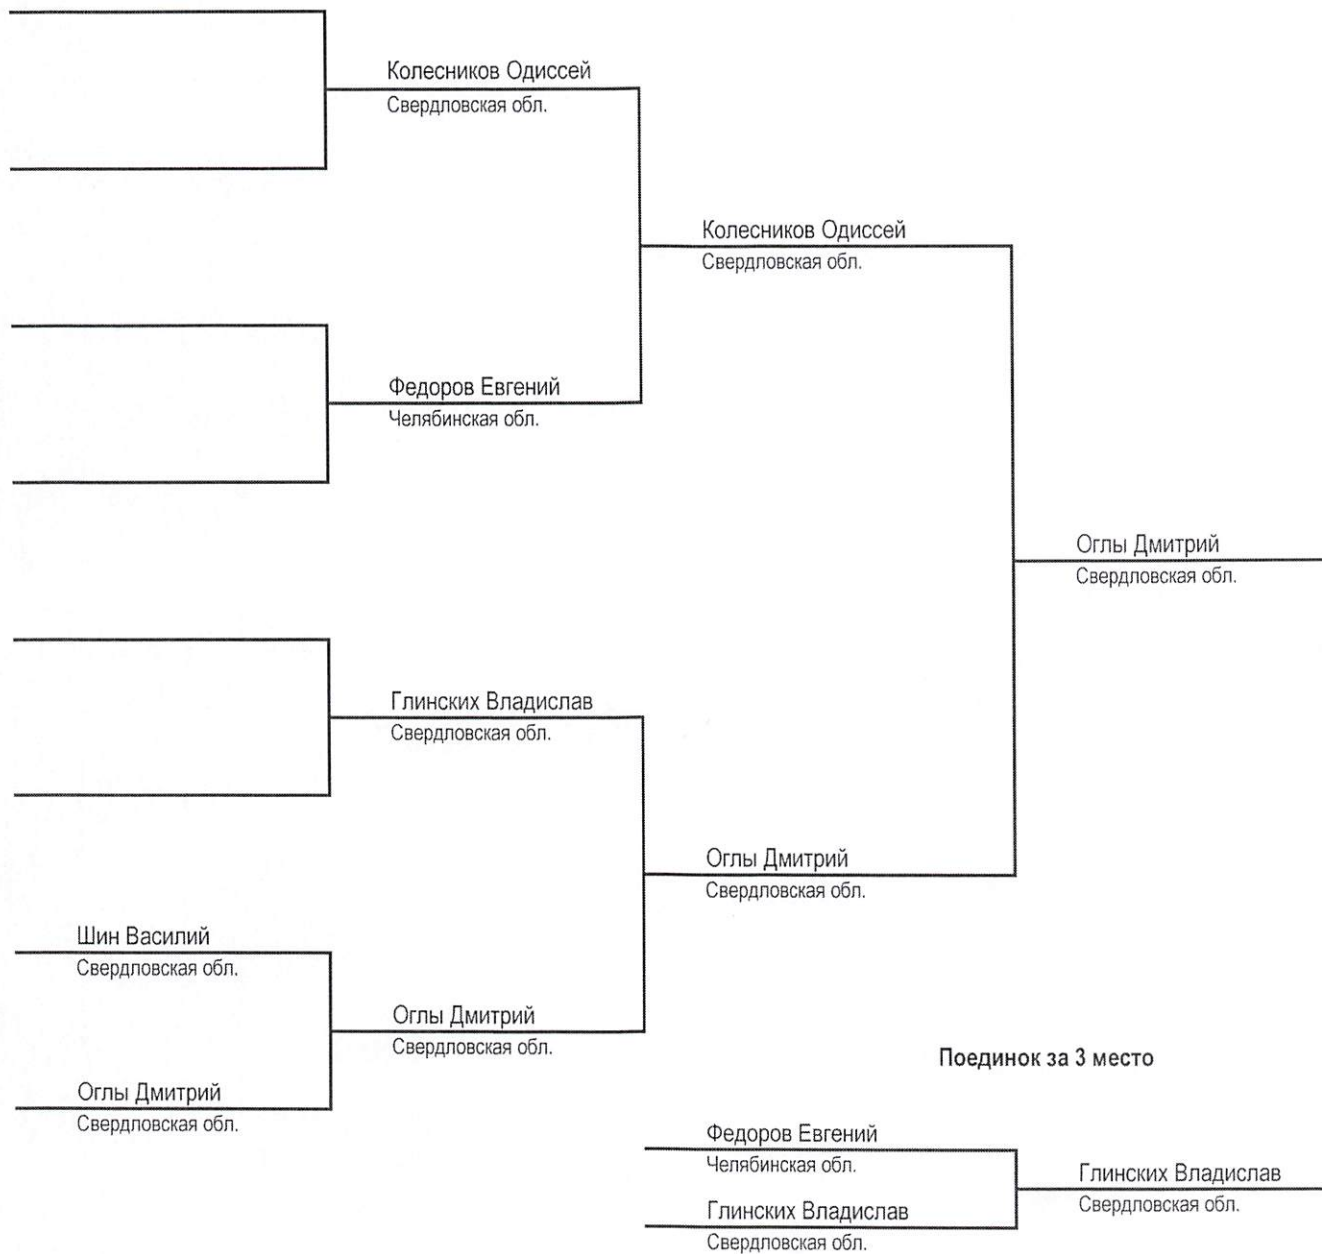 Колесников Одиссей
Свердловская обл.
Колесников Одиссей
Свердловская обл.
Федоров Евгений
Челябинская обл.
Оглы Дмитрий
Свердловская обл.
Глинских Владислав
Свердловская обл.
Оглы Дмитрий
Свердловская обл.
Шин Василий
Свердловская обл.
Оглы Дмитрий
Свердловская обл.
Поединок за 3 место
Оглы Дмитрий
Свердловская обл.
Федоров Евгений
Челябинская обл.
Глинских Владислав
Свердловская обл.
Глинских Владислав
Свердловская обл.